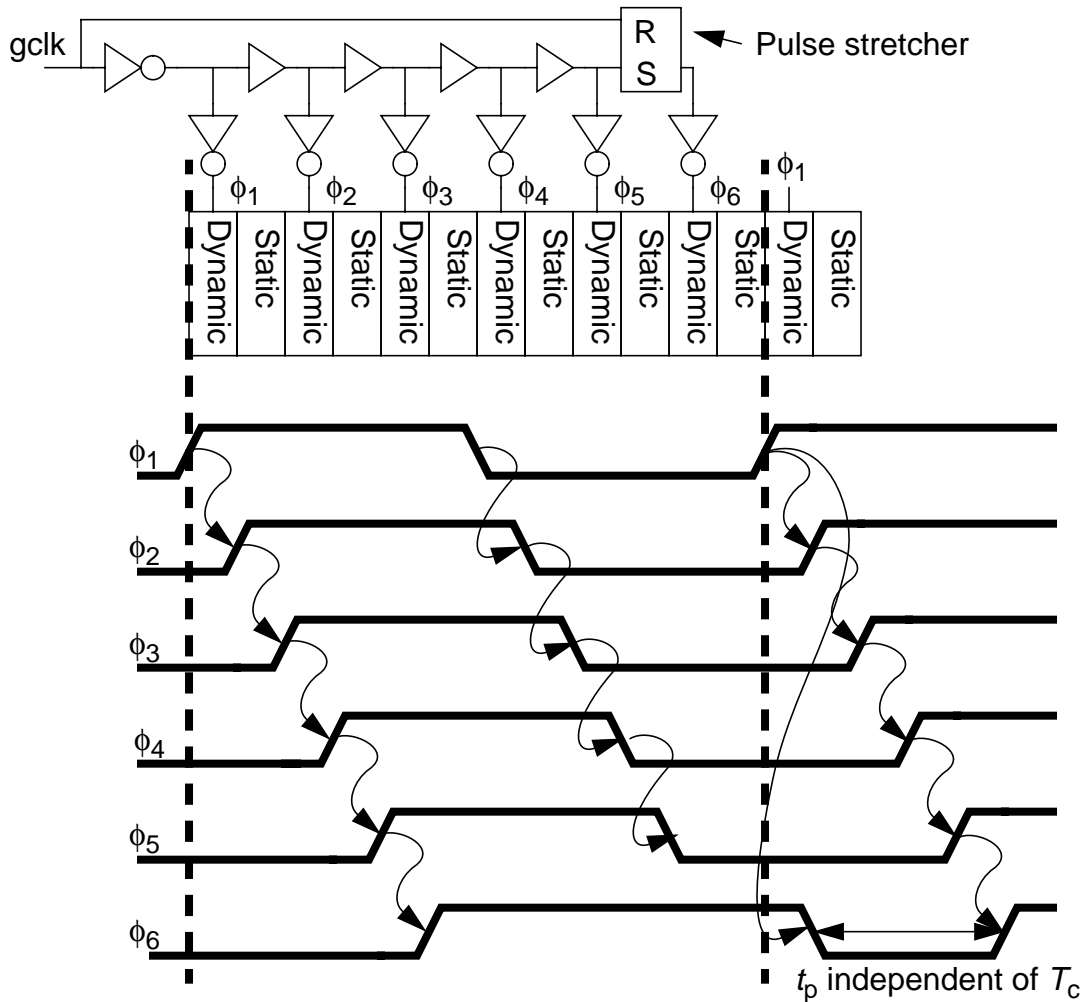 R
gclk
Pulse stretcher
S
ϕ1 ϕ2 ϕ3 ϕ4 ϕ5 ϕ6 ϕ1
Dynamic Static Dynamic Static Dynamic Static Dynamic Static Dynamic Static Dynamic Static Dynamic Static
ϕ1
ϕ2
ϕ3
ϕ4
ϕ5
ϕ6
tp independent of Tc